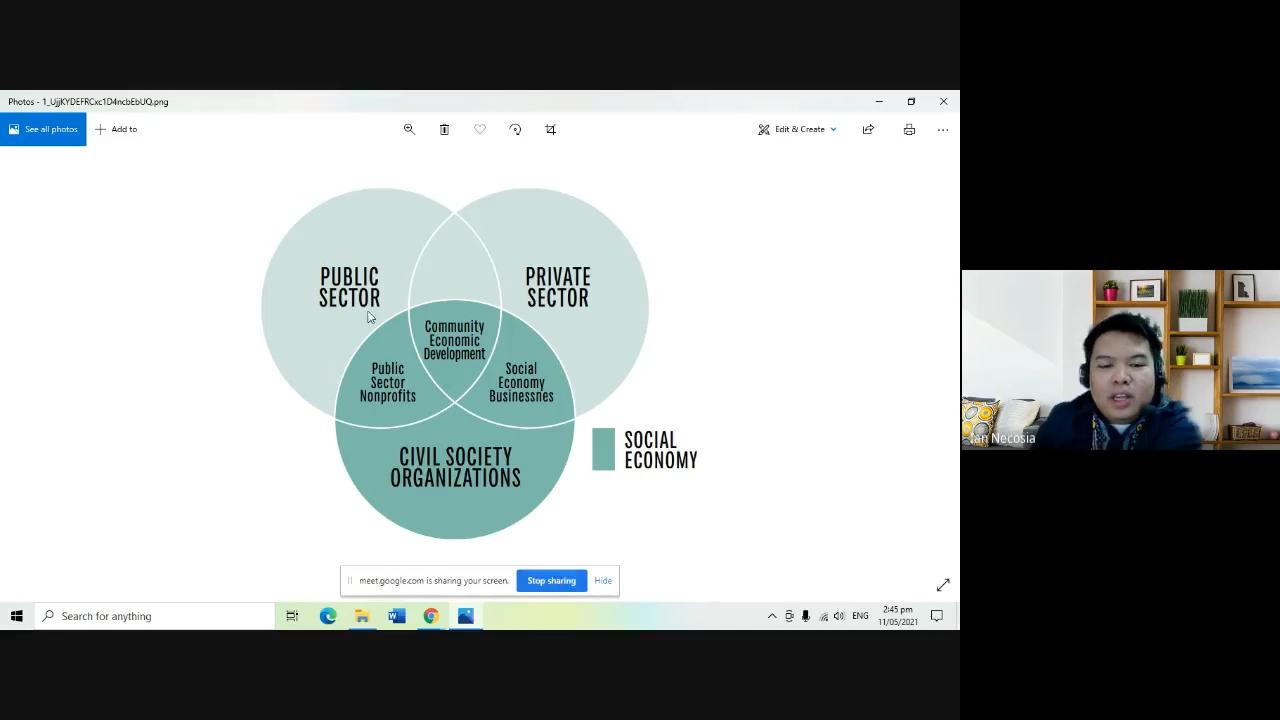 Photos - 1_UjjKYDEFRCxc1D4ncbEbUQ.png
See all photos
Add to
Edit & Create
PUBLIC
SECTOR
PRIVATE
SECTOR
Community
Economic
Development
Public
Sector
Nonprofits
Social
Economy
Businessnes
CIVIL SOCIETY
ORGANIZATIONS
SOCIAL
ECONOMY
Ian Necosia
meet.google.com is sharing your screen.
Stop sharing
Hide
Search for anything
ENG
2:45 pm
11/05/2021